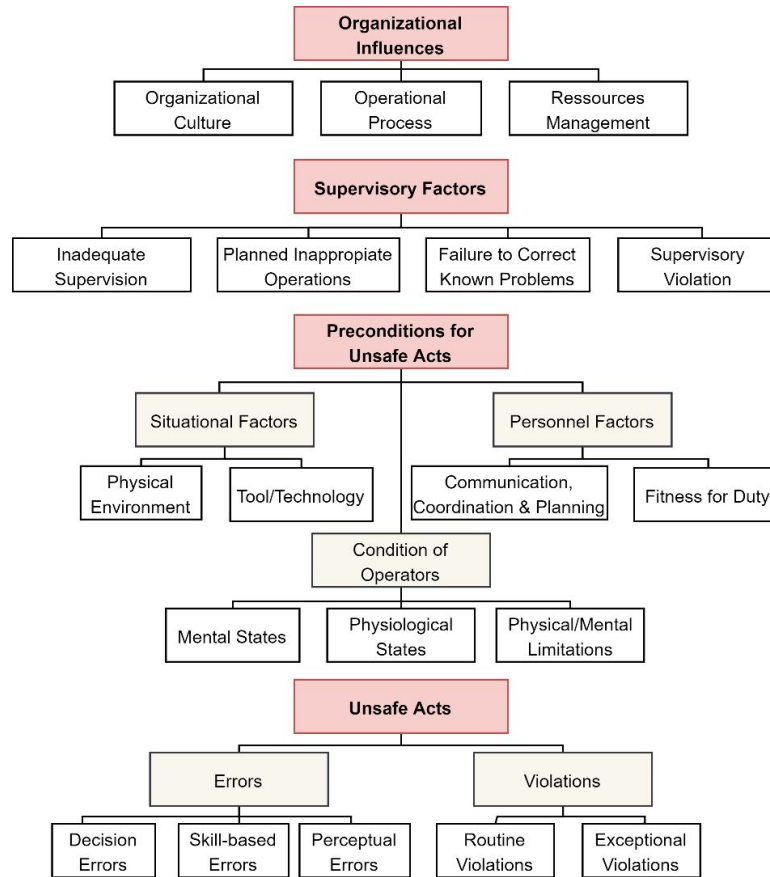 Organizational
Influences
Organizational
Culture
Operational
Process
Ressources
Management
Supervisory Factors
Inadequate
Supervision
Planned Inappropiate
Operations
Failure to Correct
Known Problems
Supervisory
Violation
Preconditions for
Unsafe Acts
Situational Factors
Personnel Factors
Physical
Environment
Tool/Technology
Communication,
Coordination & Planning
Fitness for Duty
Condition of
Operators
Mental States
Physiological
States
Physical/Mental
Limitations
Unsafe Acts
Errors
Violations
Decision
Errors
Skill-based
Errors
Perceptual
Errors
Routine
Violations
Exceptional
Violations